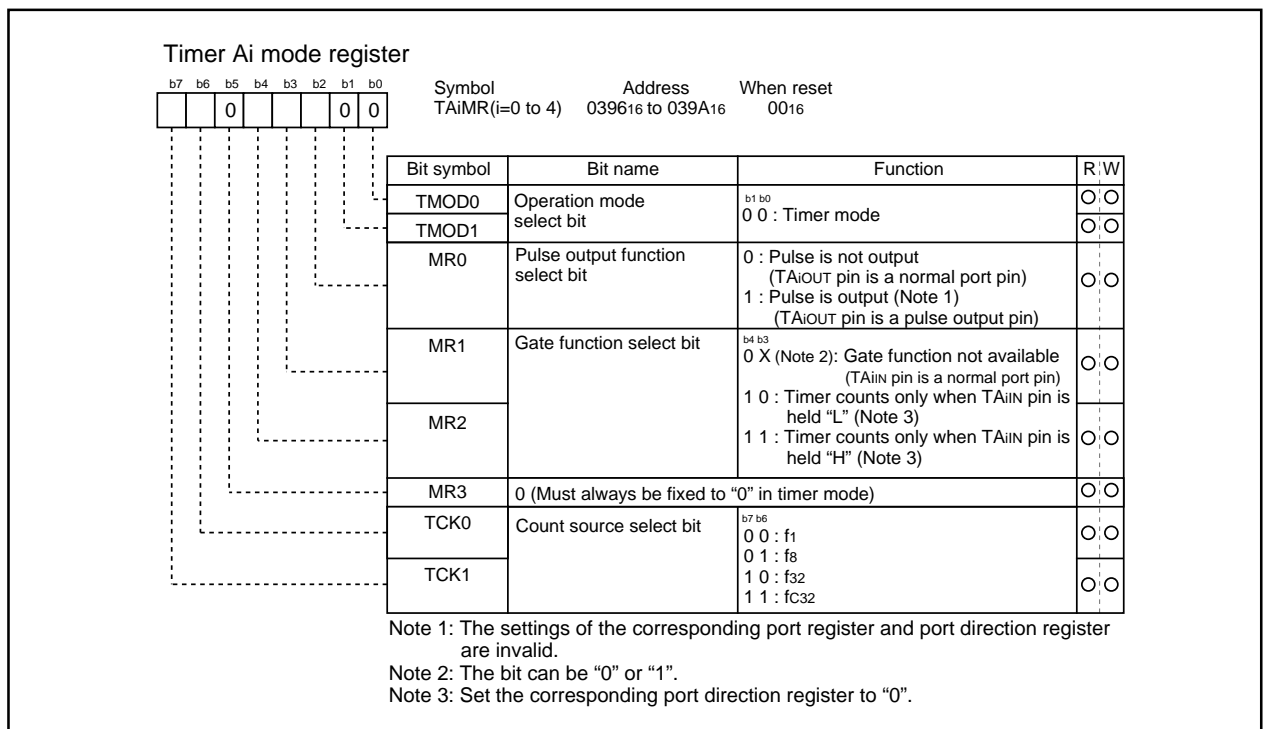 Timer Ai mode register
b7 b6 b5 b4 b3 b2 b1 b0
0 0 0
Symbol Address When reset
TAiMR(i=0 to 4) 039616 to 039A16 0016
Bit symbol Bit name Function R W
TMOD0 Operation mode select bit b1 b0
0 0 : Timer mode
TMOD1
MR0 Pulse output function select bit 0 : Pulse is not output
(TAiOUT pin is a normal port pin)
1 : Pulse is output (Note 1)
(TAiOUT pin is a pulse output pin)
MR1 Gate function select bit b4 b3
0 X (Note 2): Gate function not available
(TAiIN pin is a normal port pin)
1 0 : Timer counts only when TAiIN pin is
held “L” (Note 3)
MR2
1 1 : Timer counts only when TAiIN pin is
held “H” (Note 3)
MR3 0 (Must always be fixed to “0” in timer mode)
TCK0 Count source select bit b7 b6
0 0 : f1
0 1 : f8
TCK1 1 0 : f32
1 1 : fC32
Note 1: The settings of the corresponding port register and port direction register
are invalid.
Note 2: The bit can be “0” or “1”.
Note 3: Set the corresponding port direction register to “0”.